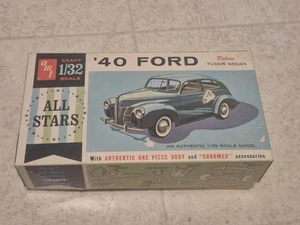 amt
EXACT
1/32
SCALE
'40 FORD
Deluxe
TUDOR SEDAN
ALL
STARS
AN AUTHENTIC 1/32 SCALE MODEL
With AUTHENTIC ONE PIECE BODY and "CHROMED" accessories